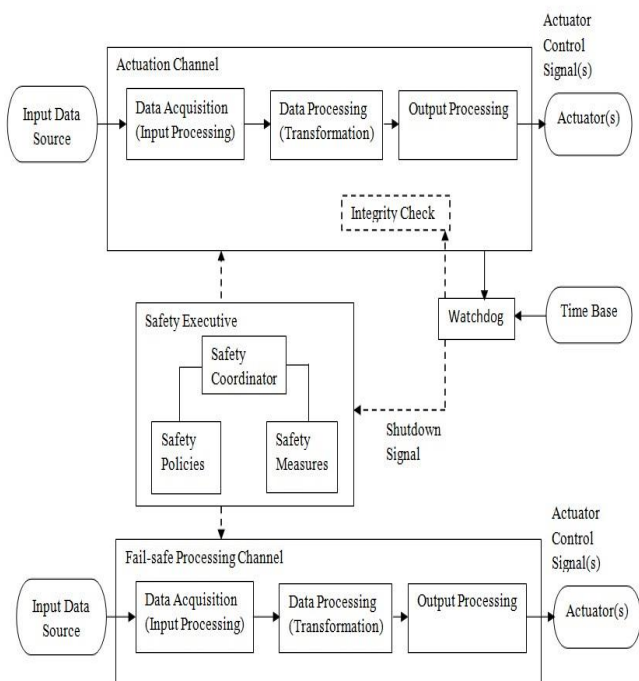 Actuator
Control
Signal(s)
Actuation Channel
Input Data
Source
Data Acquisition
(Input Processing)
Data Processing
(Transformation)
Output Processing
Actuator(s)
Integrity Check
Watchdog
Time Base
Safety Executive
Safety
Coordinator
Safety
Policies
Safety
Measures
Shutdown
Signal
Actuator
Control
Signal(s)
Fail-safe Processing Channel
Input Data
Source
Data Acquisition
(Input Processing)
Data Processing
(Transformation)
Output Processing
Actuator(s)